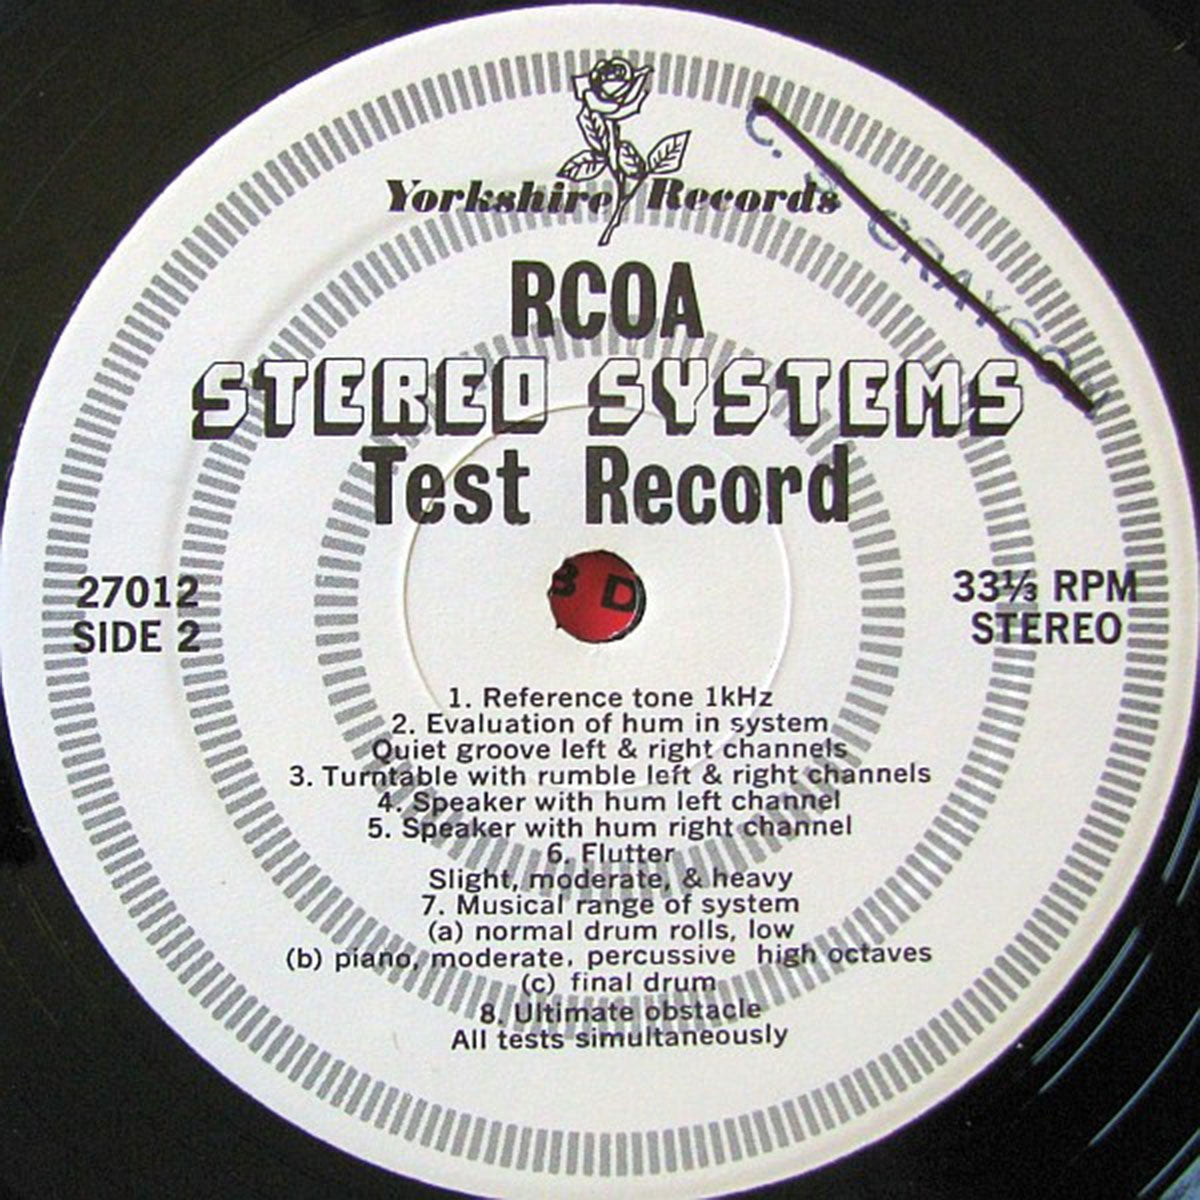 Yorkshire Records
RCOA
STEREO SYSTEMS
Test Record
27012
SIDE 2
33⅓ RPM
STEREO
1. Reference tone 1kHz
2. Evaluation of hum in system
Quiet groove left & right channels
3. Turntable with rumble left & right channels
4. Speaker with hum left channel
5. Speaker with hum right channel
6. Flutter
Slight, moderate, & heavy
7. Musical range of system
(a) normal drum rolls, low
(b) piano, moderate, percussive high octaves
(c) final drum
8. Ultimate obstacle
All tests simultaneously